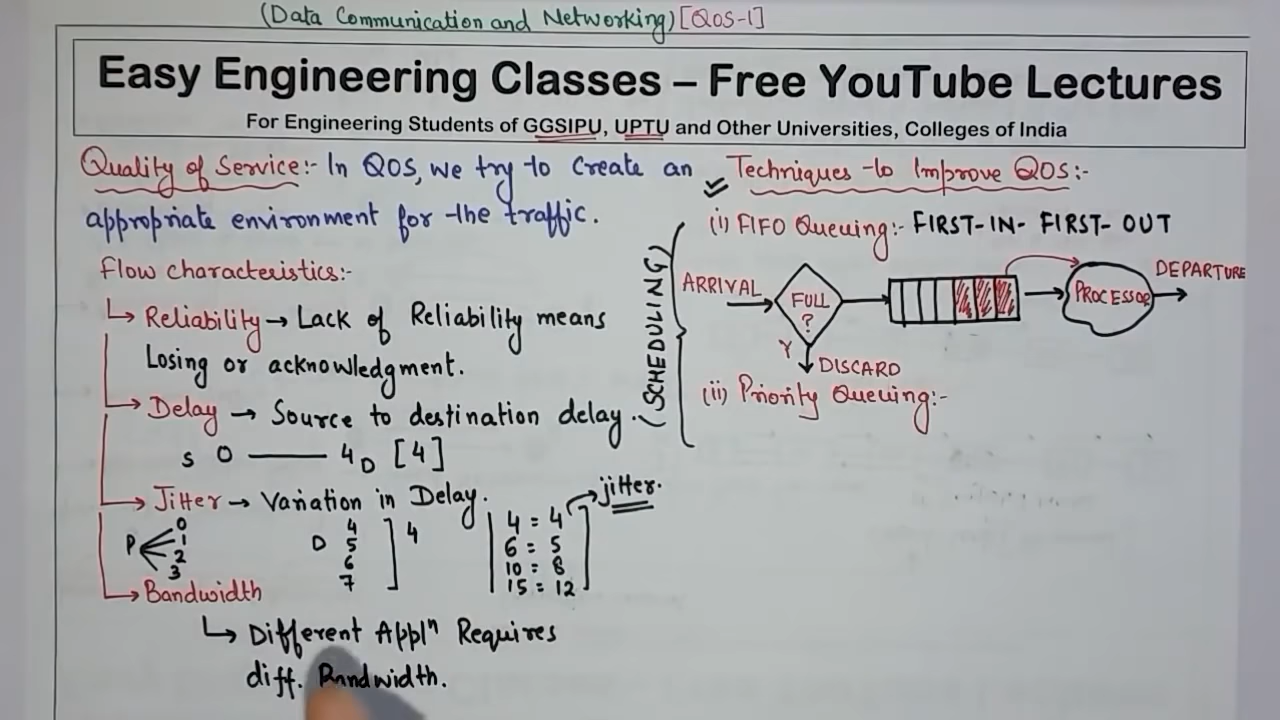 (Data Communication and Networking) [QOS-1]
Easy Engineering Classes – Free YouTube Lectures
For Engineering Students of GGSIPU, UPTU and Other Universities, Colleges of India
Quality of Service:- In QOS, we try to create an
appropriate environment for the traffic.
Flow characteristics:-
Reliability → Lack of Reliability means
Losing or acknowledgment.
Delay → Source to destination delay.
S 0 —— 4 D [4]
Jitter → Variation in Delay.
P 0 1 2 3
D 4 5 6 7 ] 4
4 = 4
6 = 5
10 = 8
15 = 12
jitter.
Bandwidth
Different Appln Requires
diff. Bandwidth.
(SCHEDULING)
Techniques to Improve QOS:-
(i) FIFO Queuing:- FIRST-IN-FIRST-OUT
ARRIVAL
FULL
?
Y
DISCARD
PROCESSOR
DEPARTURE
(ii) Priority Queuing:-